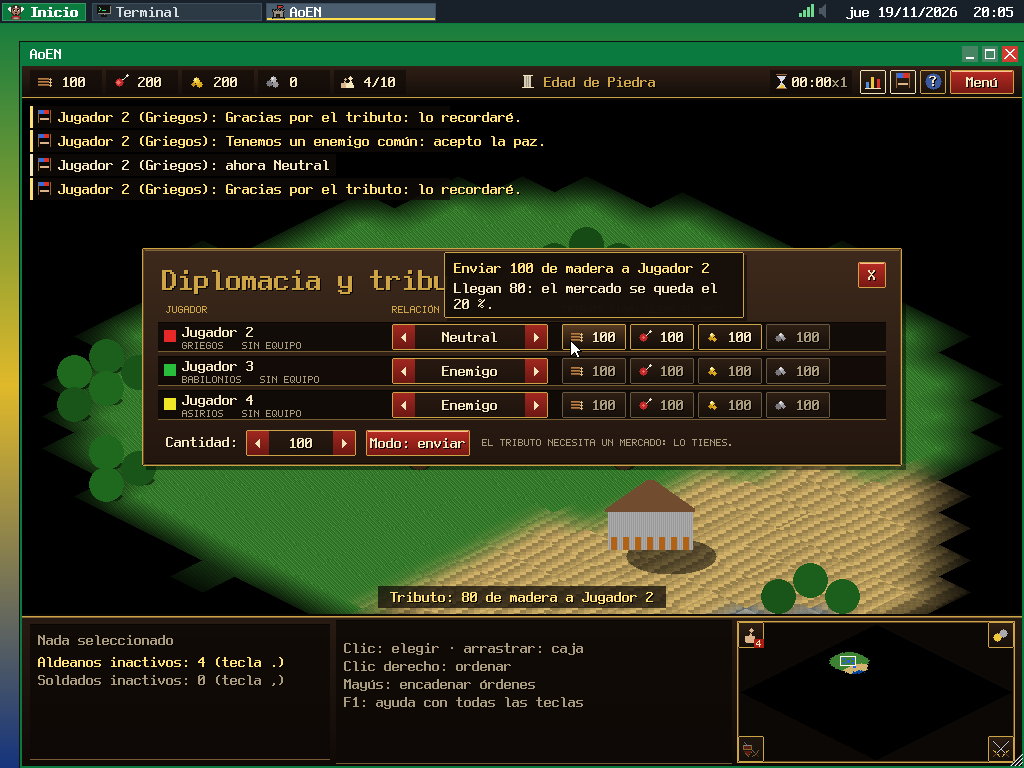 Inicio
Terminal
AoEN
jue 19/11/2026 20:05
AoEN
100
200
200
0
4/10
Edad de Piedra
00:00x1
?
Menú
Jugador 2 (Griegos): Gracias por el tributo: lo recordaré.
Jugador 2 (Griegos): Tenemos un enemigo común: acepto la paz.
Jugador 2 (Griegos): ahora Neutral
Jugador 2 (Griegos): Gracias por el tributo: lo recordaré.
Diplomacia y tribu
X
Enviar 100 de madera a Jugador 2
Llegan 80: el mercado se queda el
20 %.
JUGADOR
RELACIÓN
Jugador 2
GRIEGOS SIN EQUIPO
Neutral
100 100 100 100
Jugador 3
BABILONIOS SIN EQUIPO
Enemigo
100 100 100 100
Jugador 4
ASIRIOS SIN EQUIPO
Enemigo
100 100 100 100
Cantidad: 100
Modo: enviar
EL TRIBUTO NECESITA UN MERCADO: LO TIENES.
Tributo: 80 de madera a Jugador 2
Nada seleccionado
Aldeanos inactivos: 4 (tecla .)
Soldados inactivos: 0 (tecla ,)
Clic: elegir · arrastrar: caja
Clic derecho: ordenar
Mayús: encadenar órdenes
F1: ayuda con todas las teclas
4